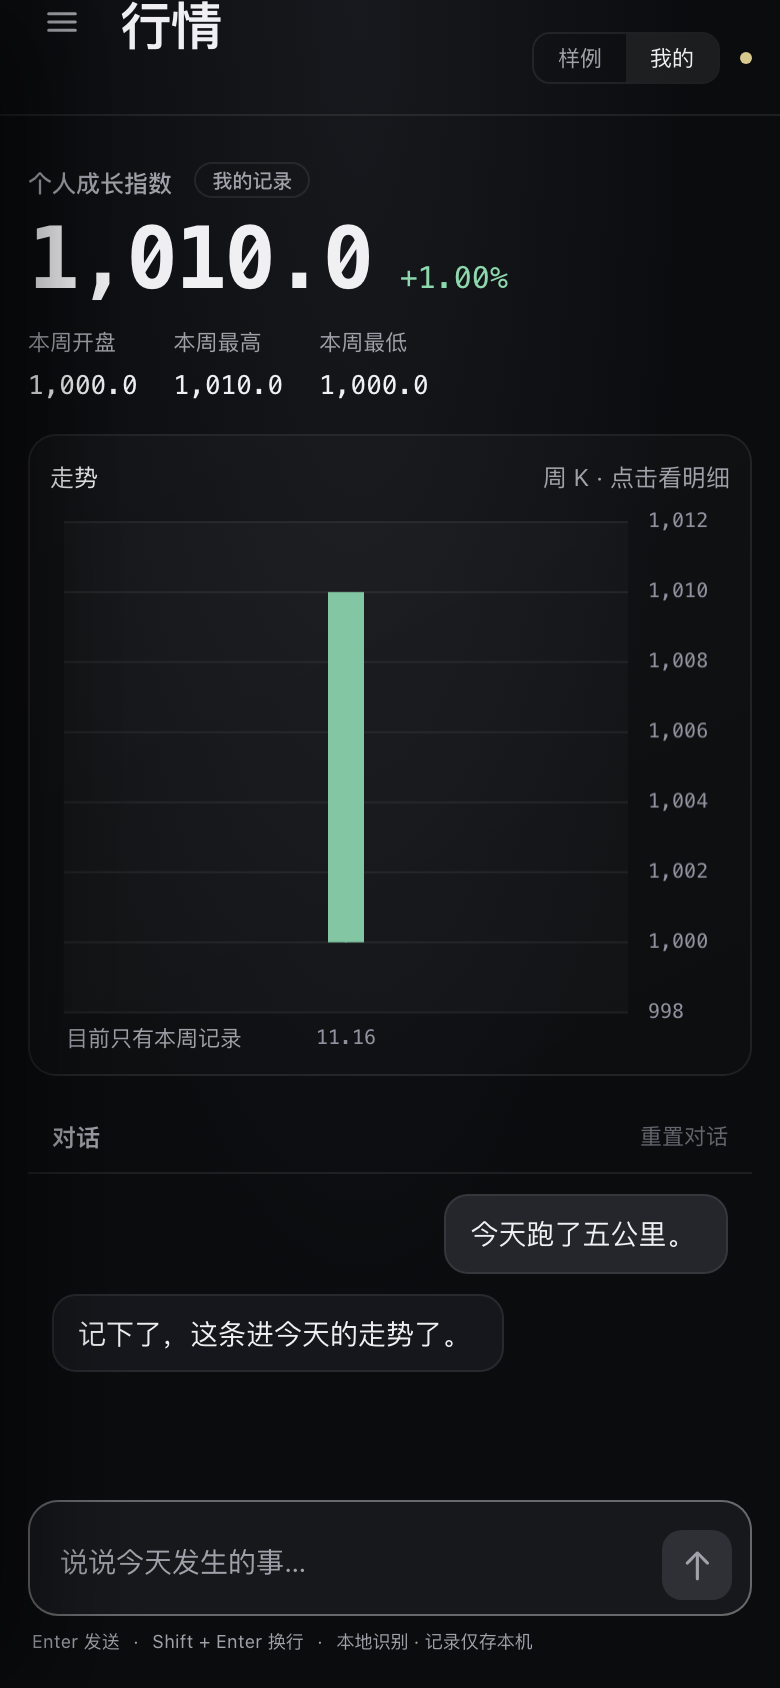 行情
样例 我的
个人成长指数 我的记录
1,010.0 +1.00%
本周开盘 本周最高 本周最低
1,000.0 1,010.0 1,000.0
走势 周 K · 点击看明细
1,012
1,010
1,008
1,006
1,004
1,002
1,000
998
目前只有本周记录 11.16
对话 重置对话
今天跑了五公里。
记下了，这条进今天的走势了。
说说今天发生的事...
Enter 发送 · Shift + Enter 换行 · 本地识别 · 记录仅存本机